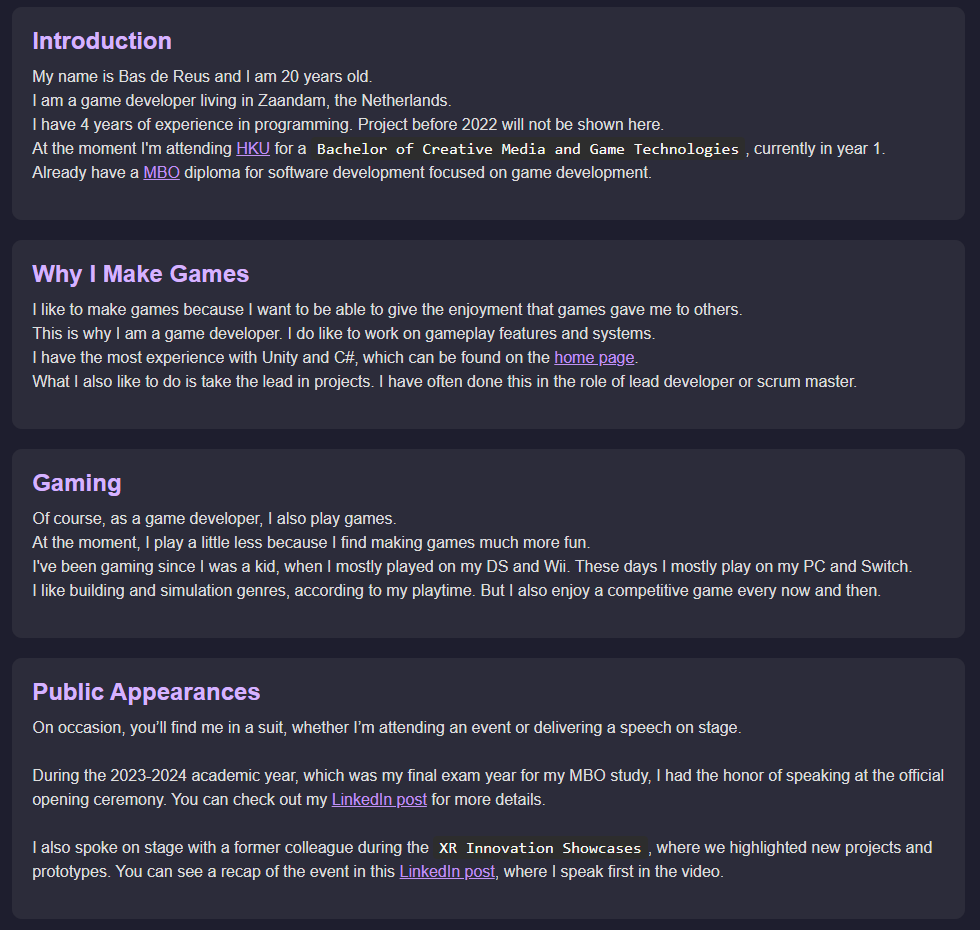 Introduction
My name is Bas de Reus and I am 20 years old.
I am a game developer living in Zaandam, the Netherlands.
I have 4 years of experience in programming. Project before 2022 will not be shown here.
At the moment I'm attending HKU for a Bachelor of Creative Media and Game Technologies , currently in year 1.
Already have a MBO diploma for software development focused on game development.
Why I Make Games
I like to make games because I want to be able to give the enjoyment that games gave me to others.
This is why I am a game developer. I do like to work on gameplay features and systems.
I have the most experience with Unity and C#, which can be found on the home page.
What I also like to do is take the lead in projects. I have often done this in the role of lead developer or scrum master.
Gaming
Of course, as a game developer, I also play games.
At the moment, I play a little less because I find making games much more fun.
I've been gaming since I was a kid, when I mostly played on my DS and Wii. These days I mostly play on my PC and Switch.
I like building and simulation genres, according to my playtime. But I also enjoy a competitive game every now and then.
Public Appearances
On occasion, you’ll find me in a suit, whether I’m attending an event or delivering a speech on stage.
During the 2023-2024 academic year, which was my final exam year for my MBO study, I had the honor of speaking at the official
opening ceremony. You can check out my LinkedIn post for more details.
I also spoke on stage with a former colleague during the XR Innovation Showcases , where we highlighted new projects and
prototypes. You can see a recap of the event in this LinkedIn post, where I speak first in the video.